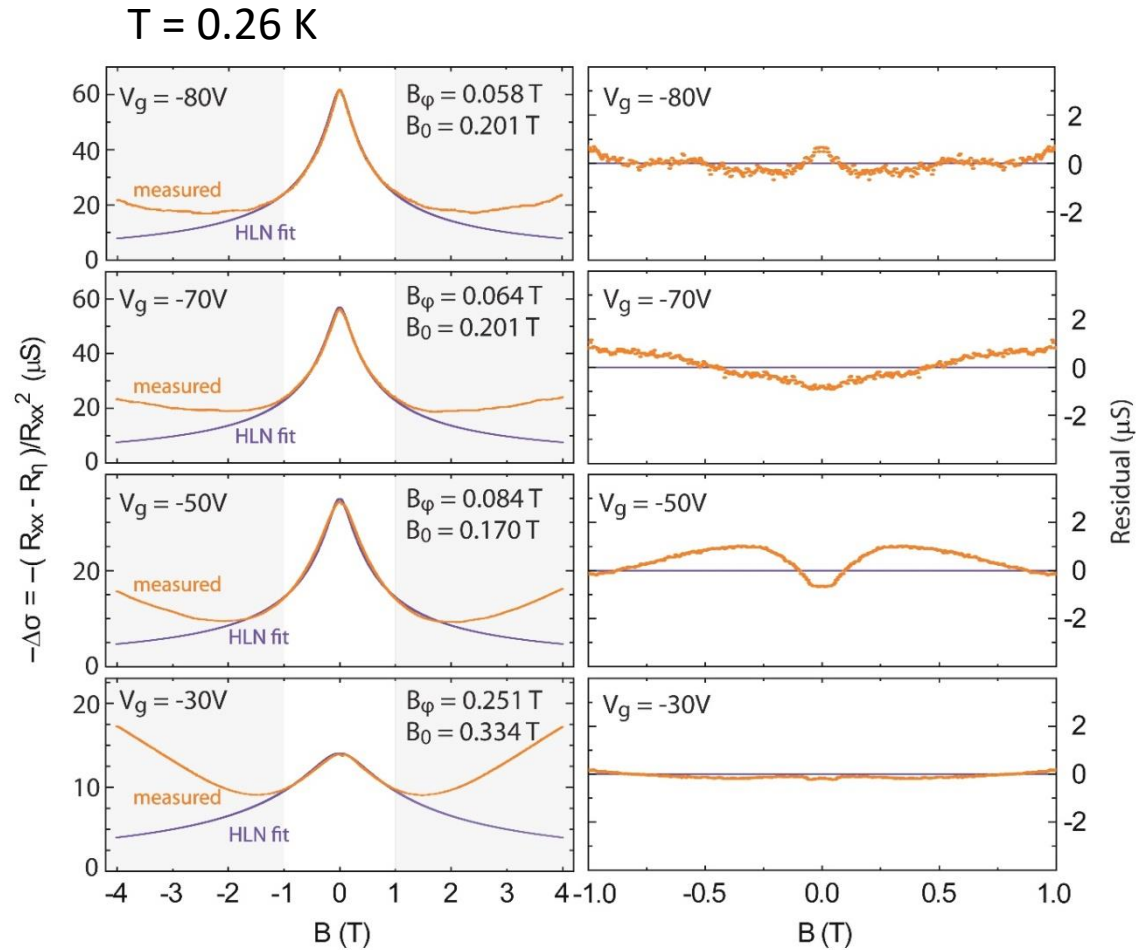 T = 0.26 K
V_g = -80V
B_φ = 0.058 T
B_0 = 0.201 T
measured
HLN fit
60
40
20
0
V_g = -80V
2
0
-2
V_g = -70V
B_φ = 0.064 T
B_0 = 0.201 T
measured
HLN fit
60
40
20
0
V_g = -70V
2
0
-2
V_g = -50V
B_φ = 0.084 T
B_0 = 0.170 T
measured
HLN fit
20
0
V_g = -50V
2
0
-2
V_g = -30V
B_φ = 0.251 T
B_0 = 0.334 T
measured
HLN fit
20
10
0
V_g = -30V
2
0
-2
-4 -3 -2 -1 0 1 2 3 4
B (T)
-1.0 -0.5 0.0 0.5 1.0
B (T)
−Δσ = −( R_xx - R_η )/R_xx² (μS)
Residual (μS)